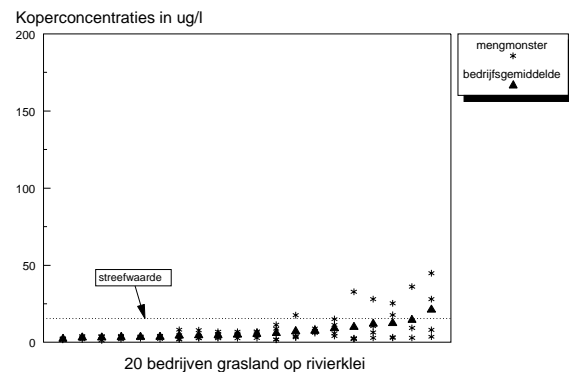 Koperconcentraties in ug/l
200
150
100
50
0
streefwaarde
20 bedrijven grasland op rivierklei
mengmonster
bedrijfsgemiddelde